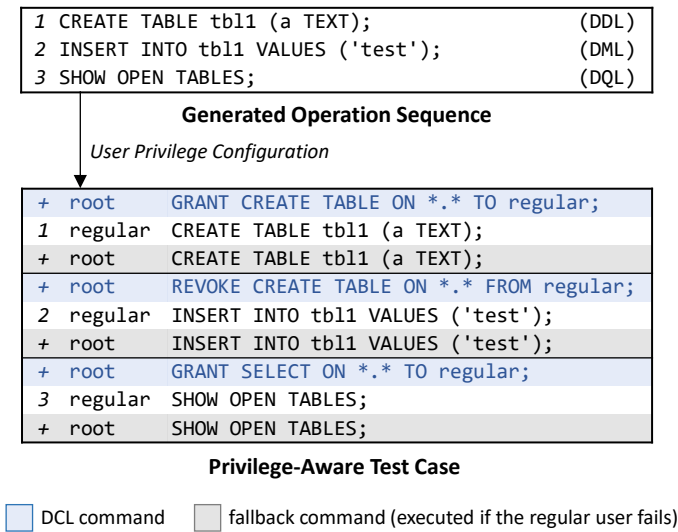 1 CREATE TABLE tbl1 (a TEXT); (DDL)
2 INSERT INTO tbl1 VALUES ('test'); (DML)
3 SHOW OPEN TABLES; (DQL)
Generated Operation Sequence
User Privilege Configuration
+ root GRANT CREATE TABLE ON *.* TO regular;
1 regular CREATE TABLE tbl1 (a TEXT);
+ root CREATE TABLE tbl1 (a TEXT);
+ root REVOKE CREATE TABLE ON *.* FROM regular;
2 regular INSERT INTO tbl1 VALUES ('test');
+ root INSERT INTO tbl1 VALUES ('test');
+ root GRANT SELECT ON *.* TO regular;
3 regular SHOW OPEN TABLES;
+ root SHOW OPEN TABLES;
Privilege-Aware Test Case
DCL command fallback command (executed if the regular user fails)